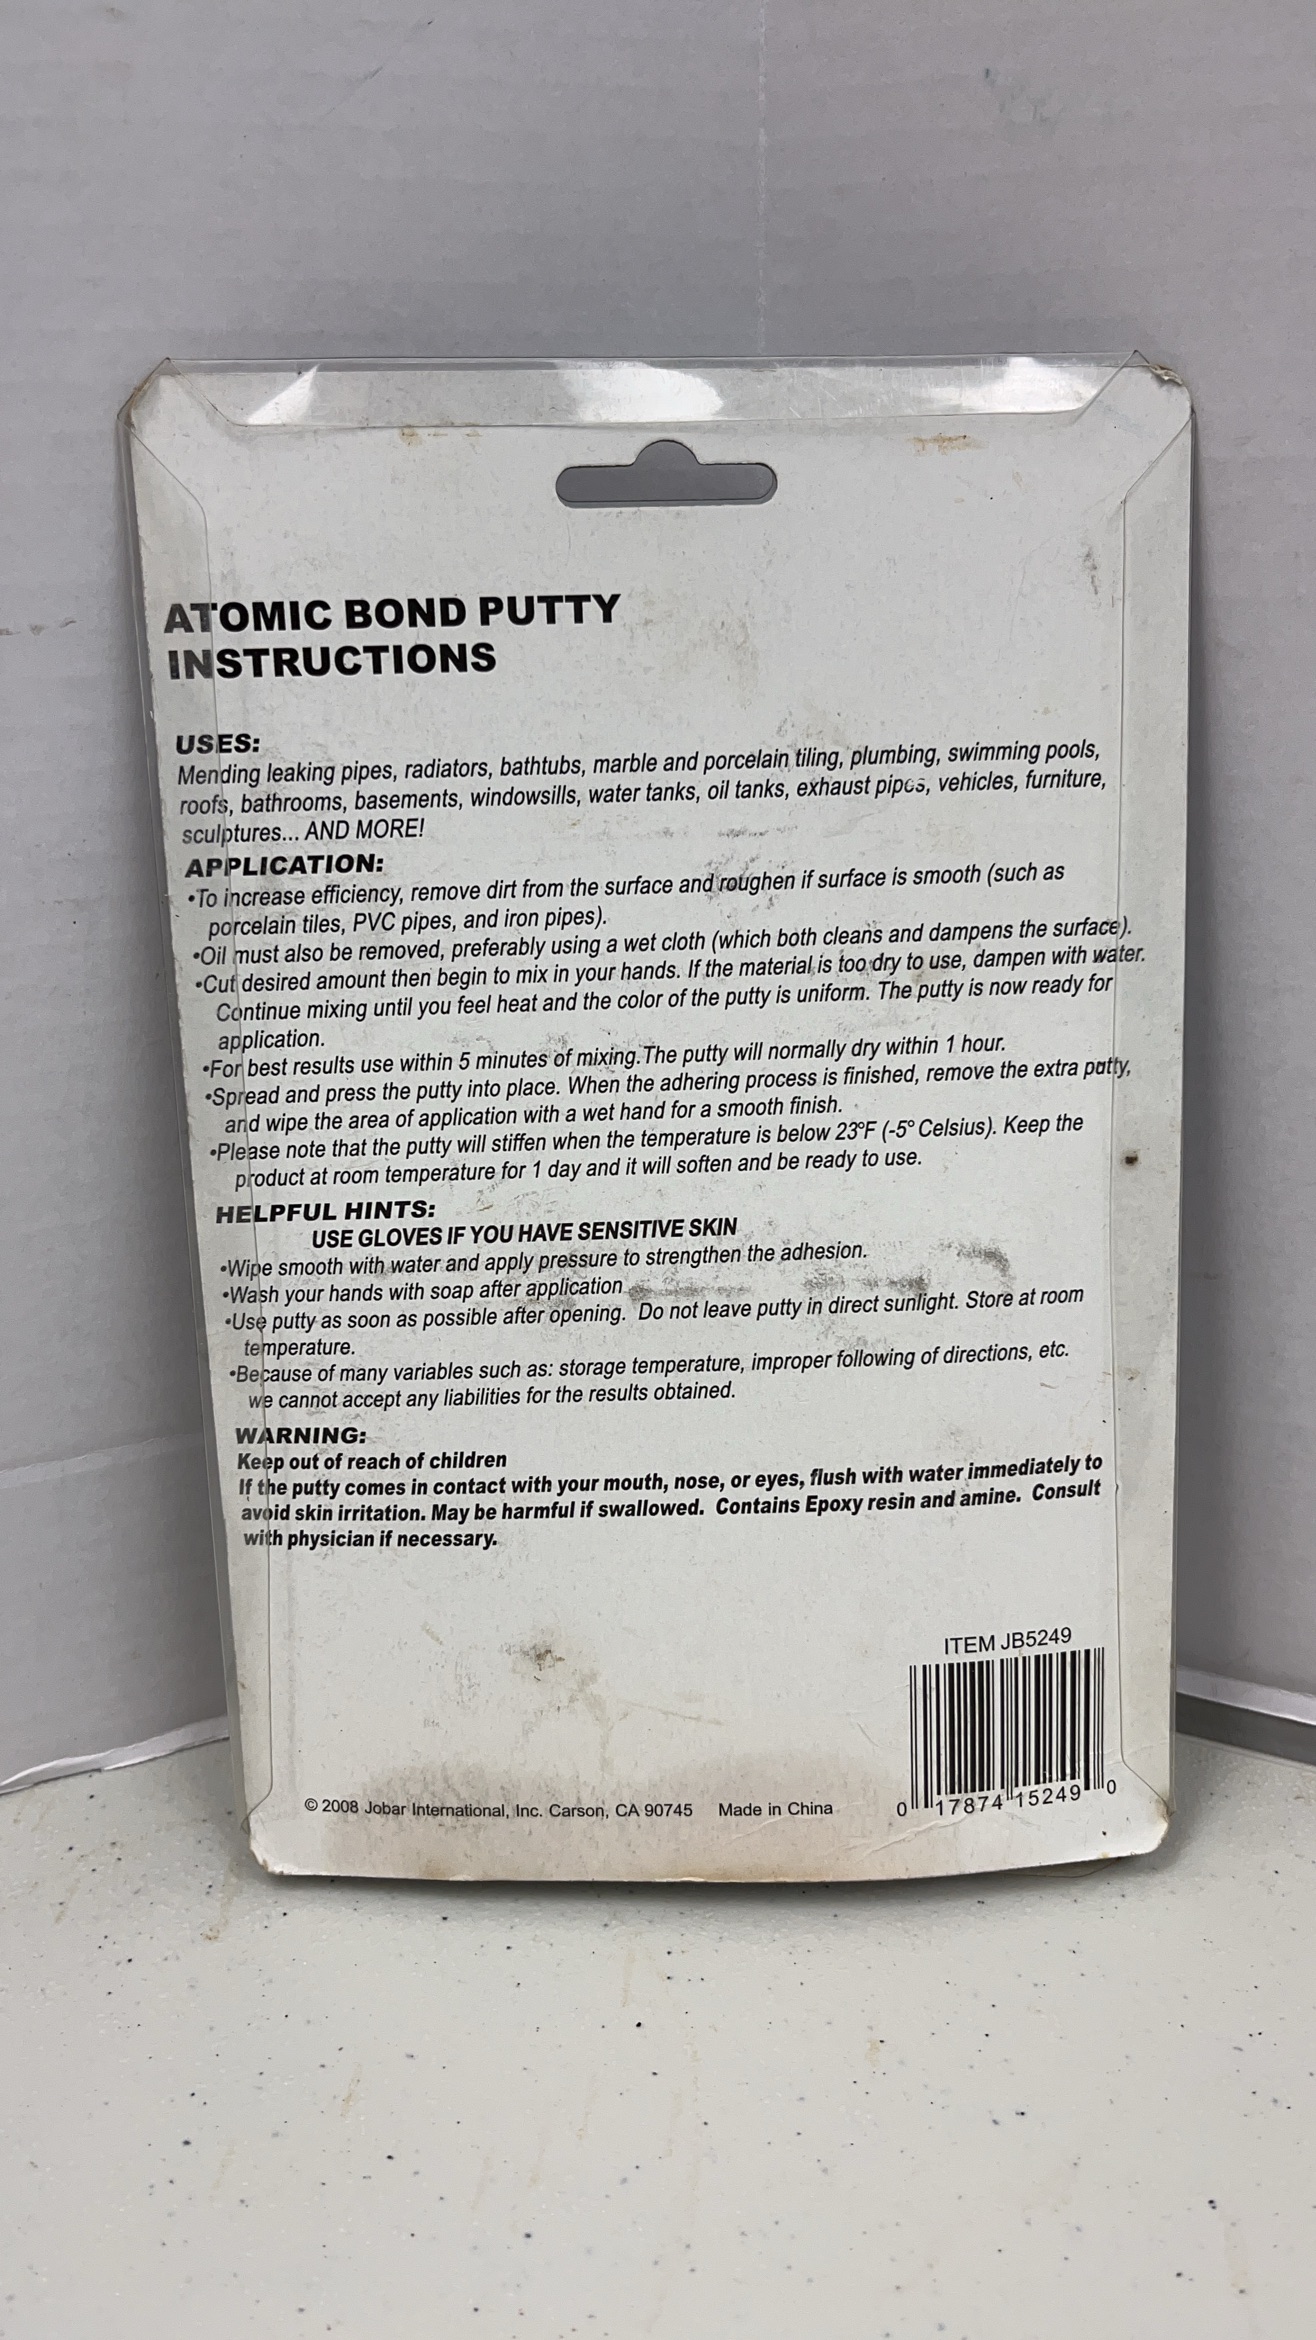 ATOMIC BOND PUTTY
INSTRUCTIONS
USES:
Mending leaking pipes, radiators, bathtubs, marble and porcelain tiling, plumbing, swimming pools,
roofs, bathrooms, basements, windowsills, water tanks, oil tanks, exhaust pipes, vehicles, furniture,
sculptures... AND MORE!
APPLICATION:
•To increase efficiency, remove dirt from the surface and roughen if surface is smooth (such as
porcelain tiles, PVC pipes, and iron pipes).
•Oil must also be removed, preferably using a wet cloth (which both cleans and dampens the surface).
•Cut desired amount then begin to mix in your hands. If the material is too dry to use, dampen with water.
Continue mixing until you feel heat and the color of the putty is uniform. The putty is now ready for
application.
•For best results use within 5 minutes of mixing.The putty will normally dry within 1 hour.
•Spread and press the putty into place. When the adhering process is finished, remove the extra putty,
and wipe the area of application with a wet hand for a smooth finish.
•Please note that the putty will stiffen when the temperature is below 23°F (-5° Celsius). Keep the
product at room temperature for 1 day and it will soften and be ready to use.
HELPFUL HINTS:
USE GLOVES IF YOU HAVE SENSITIVE SKIN
•Wipe smooth with water and apply pressure to strengthen the adhesion.
•Wash your hands with soap after application
•Use putty as soon as possible after opening. Do not leave putty in direct sunlight. Store at room
temperature.
•Because of many variables such as: storage temperature, improper following of directions, etc.
we cannot accept any liabilities for the results obtained.
WARNING:
Keep out of reach of children
If the putty comes in contact with your mouth, nose, or eyes, flush with water immediately to
avoid skin irritation. May be harmful if swallowed. Contains Epoxy resin and amine. Consult
with physician if necessary.
ITEM JB5249
0 17874 15249 0
© 2008 Jobar International, Inc. Carson, CA 90745 Made in China